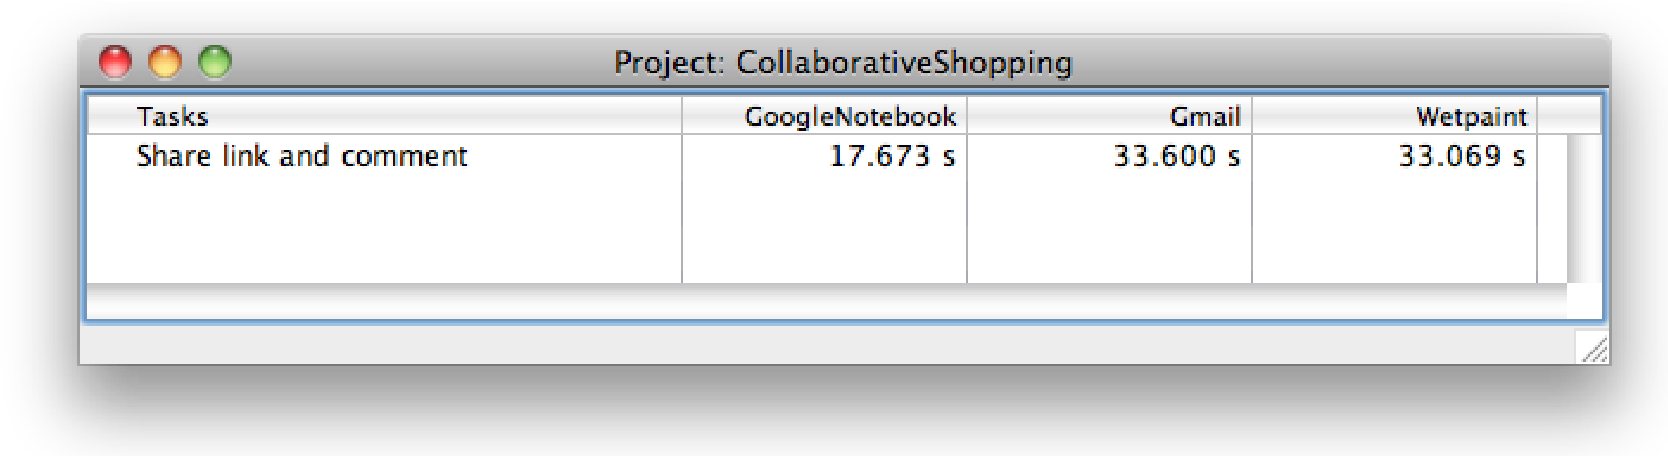 Project: CollaborativeShopping
Tasks GoogleNotebook Gmail Wetpaint
Share link and comment 17.673 s 33.600 s 33.069 s